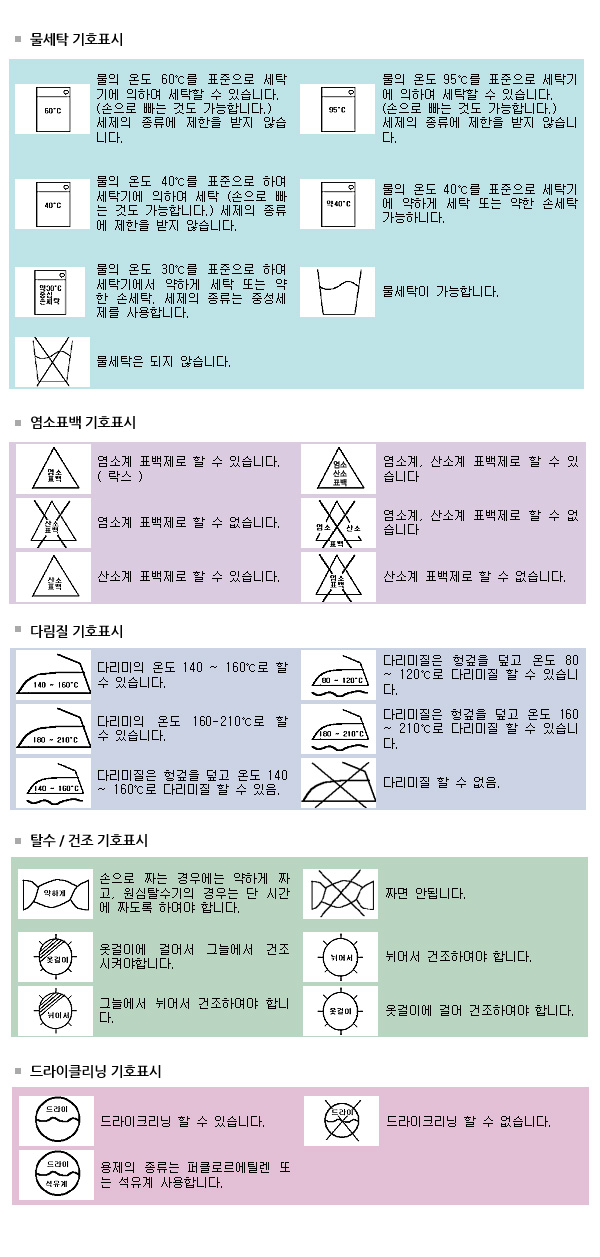 물세탁 기호표시
60℃
물의 온도 60℃를 표준으로 세탁
기에 의하여 세탁할 수 있습니다.
(손으로 빠는 것도 가능합니다.)
세제의 종류에 제한을 받지 않습
니다.
95℃
물의 온도 95℃를 표준으로 세탁기
에 의하여 세탁할 수 있습니다.
(손으로 빠는 것도 가능합니다.)
세제의 종류에 제한을 받지 않습니
다.
40℃
물의 온도 40℃를 표준으로 하여
세탁기에 의하여 세탁 (손으로 빠
는 것도 가능합니다.) 세제의 종류
에 제한을 받지 않습니다.
약40℃
물의 온도 40℃를 표준으로 세탁기
에 약하게 세탁 또는 약한 손세탁
가능하니다.
약30℃
중성
세탁
물의 온도 30℃를 표준으로 하여
세탁기에서 약하게 세탁 또는 약
한 손세탁. 세제의 종류는 중성세
제를 사용합니다.
물세탁이 가능합니다.
물세탁은 되지 않습니다.
염소표백 기호표시
염소
표백
염소계 표백제로 할 수 있습니다.
( 락스 )
염소
산소
표백
염소계, 산소계 표백제로 할 수 있
습니다
산소
표백
염소계 표백제로 할 수 없습니다.
염소 산소
표백
염소계, 산소계 표백제로 할 수 없
습니다
산소
표백
산소계 표백제로 할 수 있습니다.
염소
표백
산소계 표백제로 할 수 없습니다.
다림질 기호표시
140 ~ 160℃
다리미의 온도 140 ~ 160℃로 할
수 있습니다.
80 ~ 120℃
다리미질은 헝겊을 덮고 온도 80
~ 120℃로 다리미질 할 수 있습니
다.
180 ~ 210℃
다리미의 온도 160-210℃로 할
수 있습니다.
180 ~ 210℃
다리미질은 헝겊을 덮고 온도 160
~ 210℃로 다리미질 할 수 있습니
다.
140 ~ 160℃
다리미질은 헝겊을 덮고 온도 140
~ 160℃로 다리미질 할 수 있음.
다리미질 할 수 없음.
탈수 / 건조 기호표시
약하게
손으로 짜는 경우에는 약하게 짜
고, 원심탈수기의 경우는 단 시간
에 짜도록 하여야 합니다.
짜면 안됩니다.
옷걸이
옷걸이에 걸어서 그늘에서 건조
시켜야합니다.
뉘어서
뉘어서 건조하여야 합니다.
뉘어서
그늘에서 뉘어서 건조하여야 합니
다.
옷걸이
옷걸이에 걸어 건조하여야 합니다.
드라이클리닝 기호표시
드라이
드라이크리닝 할 수 있습니다.
드라이
드라이크리닝 할 수 없습니다.
드라이
석유계
용제의 종류는 퍼클로르에틸렌 또
는 석유계 사용합니다.